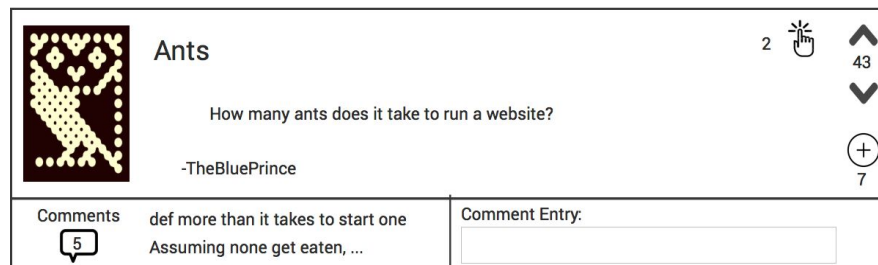 Ants
2
43
How many ants does it take to run a website?
-TheBluePrince
7
Comments
5
def more than it takes to start one
Assuming none get eaten, ...
Comment Entry: